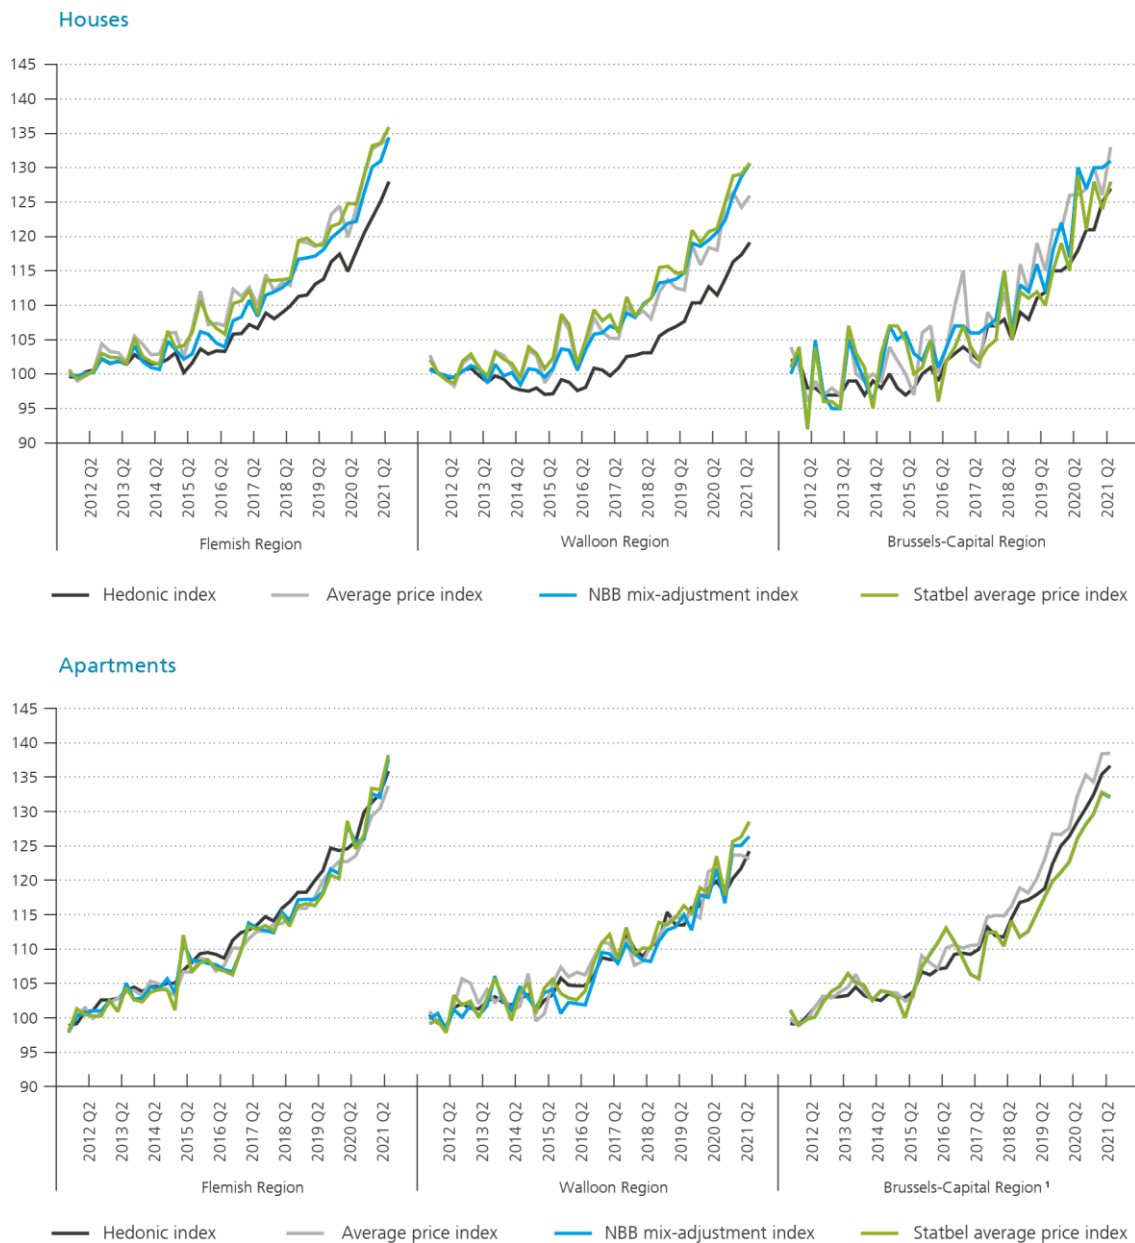 Houses
145
140
135
130
125
120
115
110
105
100
95
90
2012 Q2
2013 Q2
2014 Q2
2015 Q2
2016 Q2
2017 Q2
2018 Q2
2019 Q2
2020 Q2
2021 Q2
2012 Q2
2013 Q2
2014 Q2
2015 Q2
2016 Q2
2017 Q2
2018 Q2
2019 Q2
2020 Q2
2021 Q2
2012 Q2
2013 Q2
2014 Q2
2015 Q2
2016 Q2
2017 Q2
2018 Q2
2019 Q2
2020 Q2
2021 Q2
Flemish Region
Walloon Region
Brussels-Capital Region
Hedonic index
Average price index
NBB mix-adjustment index
Statbel average price index
Apartments
145
140
135
130
125
120
115
110
105
100
95
90
2012 Q2
2013 Q2
2014 Q2
2015 Q2
2016 Q2
2017 Q2
2018 Q2
2019 Q2
2020 Q2
2021 Q2
2012 Q2
2013 Q2
2014 Q2
2015 Q2
2016 Q2
2017 Q2
2018 Q2
2019 Q2
2020 Q2
2021 Q2
2012 Q2
2013 Q2
2014 Q2
2015 Q2
2016 Q2
2017 Q2
2018 Q2
2019 Q2
2020 Q2
2021 Q2
Flemish Region
Walloon Region
Brussels-Capital Region ¹
Hedonic index
Average price index
NBB mix-adjustment index
Statbel average price index